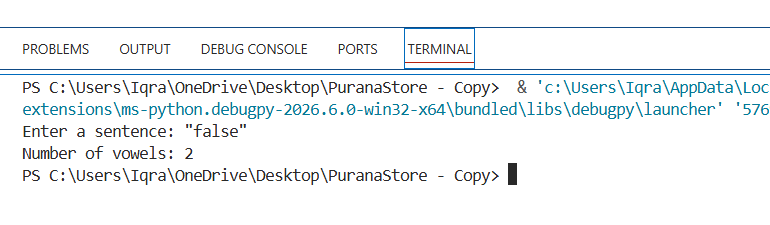 PROBLEMS OUTPUT DEBUG CONSOLE PORTS TERMINAL
PS C:\Users\Iqra\OneDrive\Desktop\PuranaStore - Copy>  & 'c:\Users\Iqra\AppData\Loc
extensions\ms-python.debugpy-2026.6.0-win32-x64\bundled\libs\debugpy\launcher' '576
Enter a sentence: "false"
Number of vowels: 2
PS C:\Users\Iqra\OneDrive\Desktop\PuranaStore - Copy>